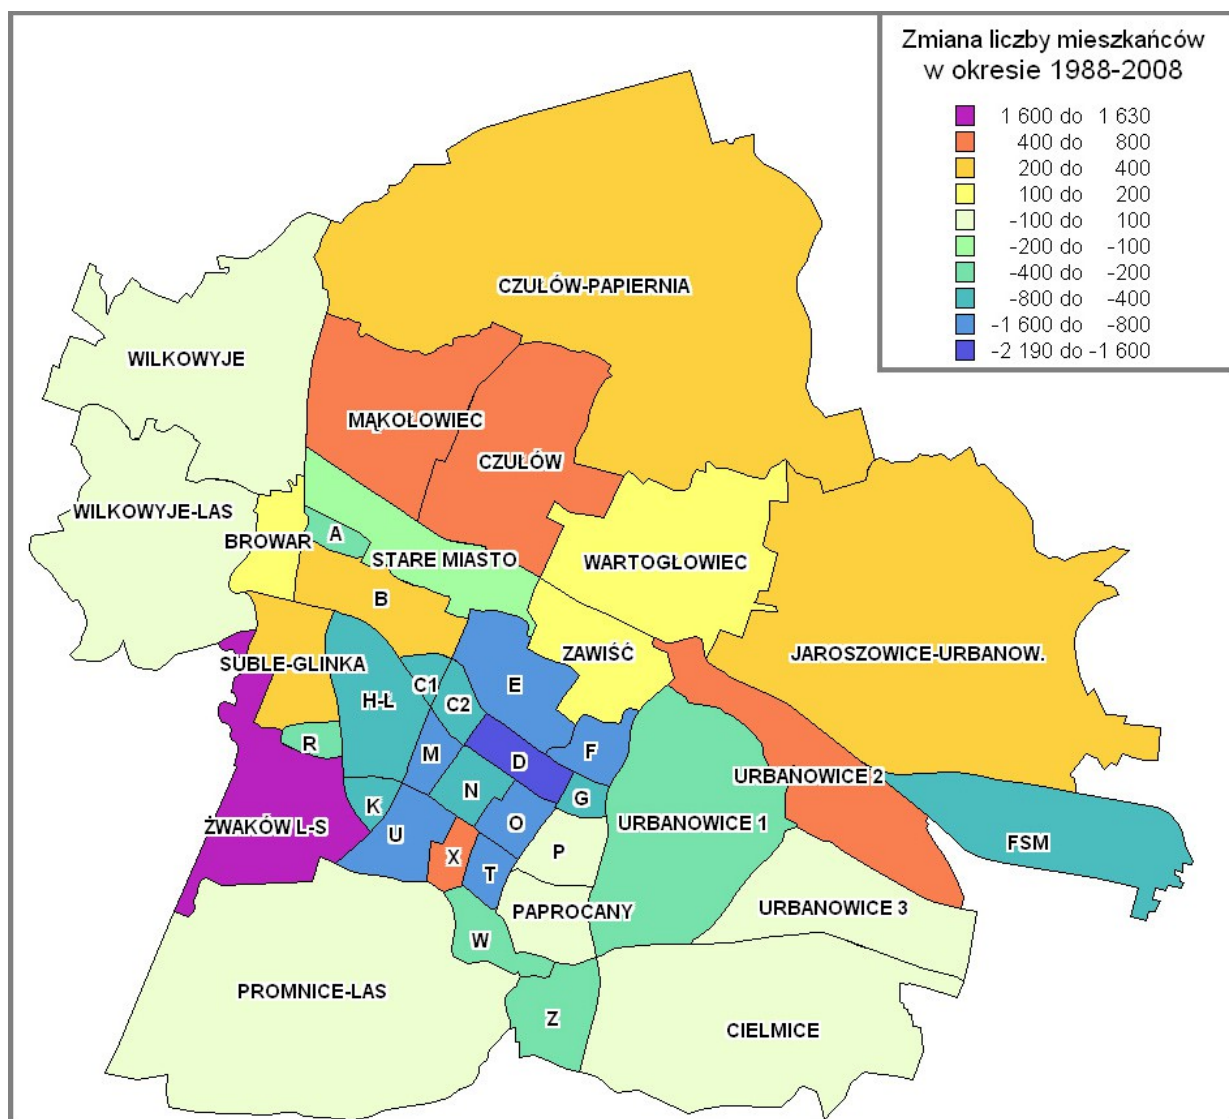 Zmiana liczby mieszkańców
w okresie 1988-2008
1 600 do 1 630
400 do 800
200 do 400
100 do 200
-100 do 100
-200 do -100
-400 do -200
-800 do -400
-1 600 do -800
-2 190 do -1 600
CZUŁÓW-PAPIERNIA
WILKOWYJE
MĄKOŁOWIEC
CZUŁÓW
WILKOWYJE-LAS
BROWAR
A
STARE MIASTO
WARTOGŁOWIEC
B
ZAWIŚĆ
JAROSZOWICE-URBANOW.
SUBLE-GLINKA
E
C1
H-Ł
C2
R
M
D
F
URBANOWICE 2
N
G
K
ŻWAKÓW L-S
U
O
URBANOWICE 1
FSM
X
P
T
PAPROCANY
URBANOWICE 3
W
PROMNICE-LAS
Z
CIELMICE